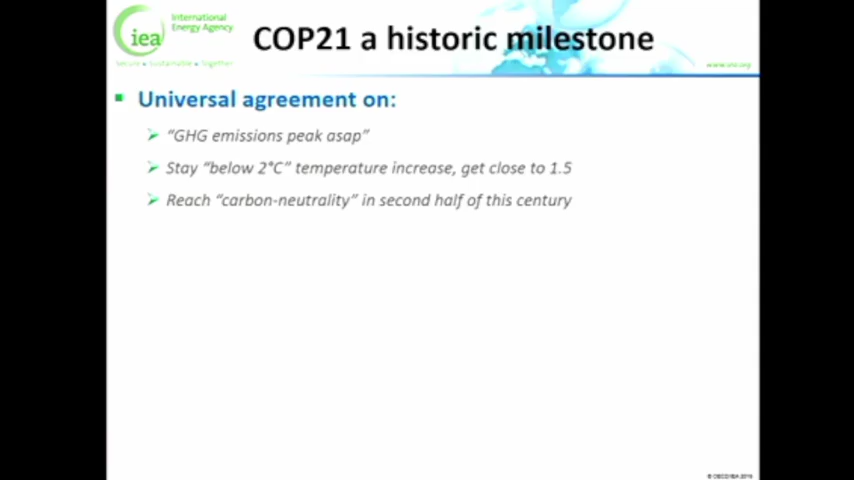 iea
International
Energy Agency
Secure • Sustainable • Together
COP21 a historic milestone
www.iea.org
Universal agreement on:
“GHG emissions peak asap”
Stay “below 2°C” temperature increase, get close to 1.5
Reach “carbon-neutrality” in second half of this century
© OECD/IEA